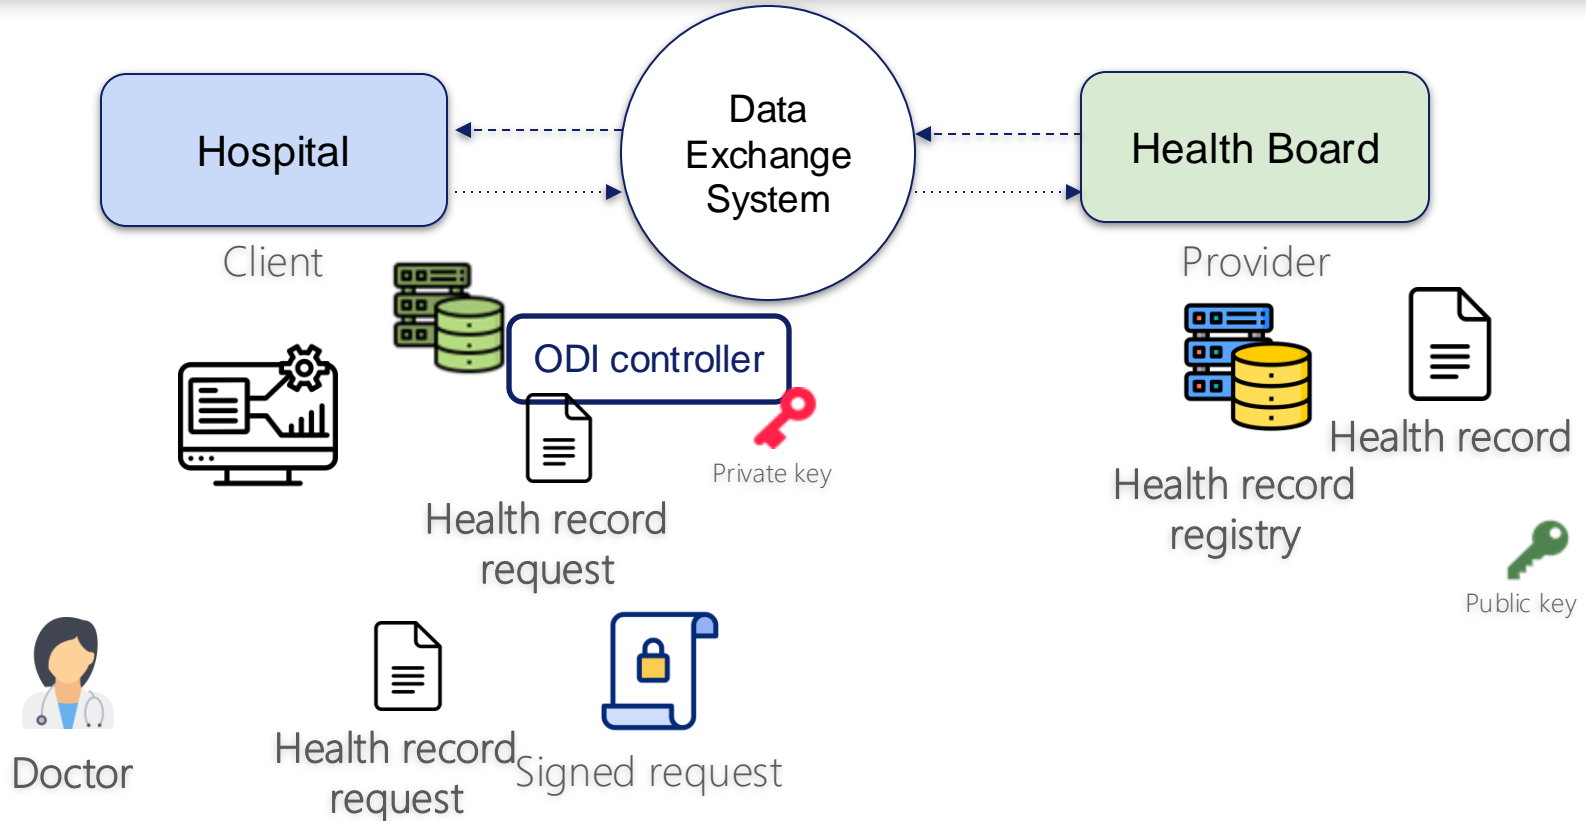 Hospital
Data
Exchange
System
Health Board
Client
Provider
ODI controller
Private key
Health record
request
Health record
Health record
registry
Public key
Doctor
Health record
request
Signed request